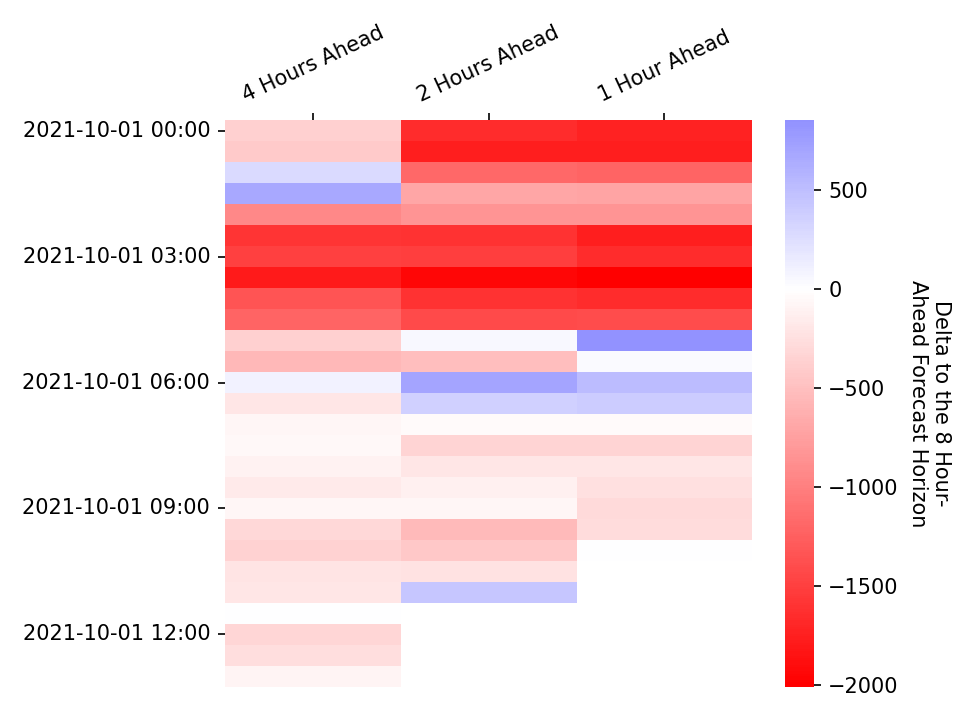 4 Hours Ahead
2 Hours Ahead
1 Hour Ahead
2021-10-01 00:00
2021-10-01 03:00
2021-10-01 06:00
2021-10-01 09:00
2021-10-01 12:00
500
0
−500
−1000
−1500
−2000
Delta to the 8 Hour-
Ahead Forecast Horizon